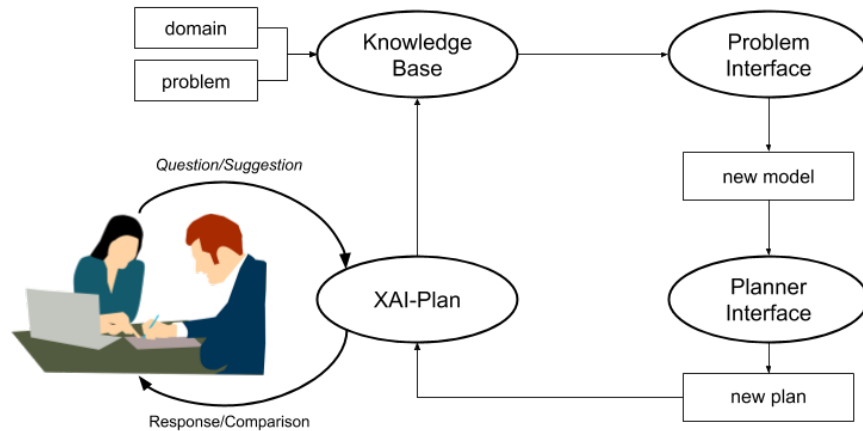 domain
problem
Knowledge
Base
Problem
Interface
Question/Suggestion
new model
XAI-Plan
Planner
Interface
new plan
Response/Comparison